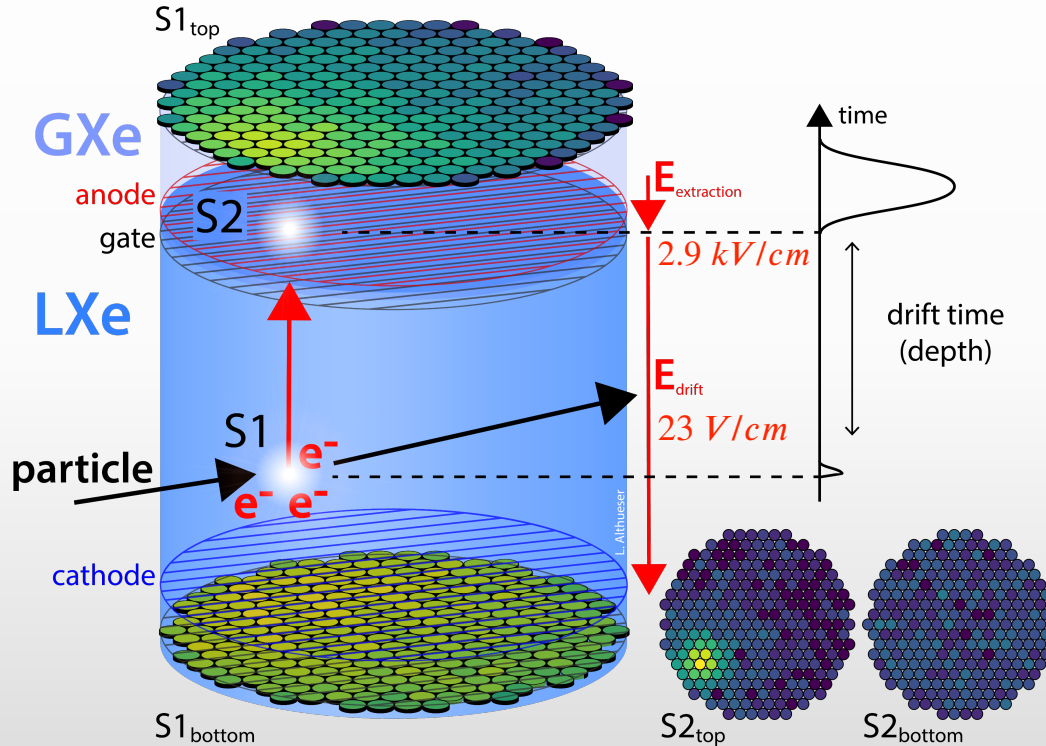 S1top
GXe
anode
S2
gate
LXe
S1
particle
e-
e- e-
cathode
S1bottom
Eextraction
2.9 kV/cm
Edrift
23 V/cm
L. Althueser
time
drift time
(depth)
S2top
S2bottom